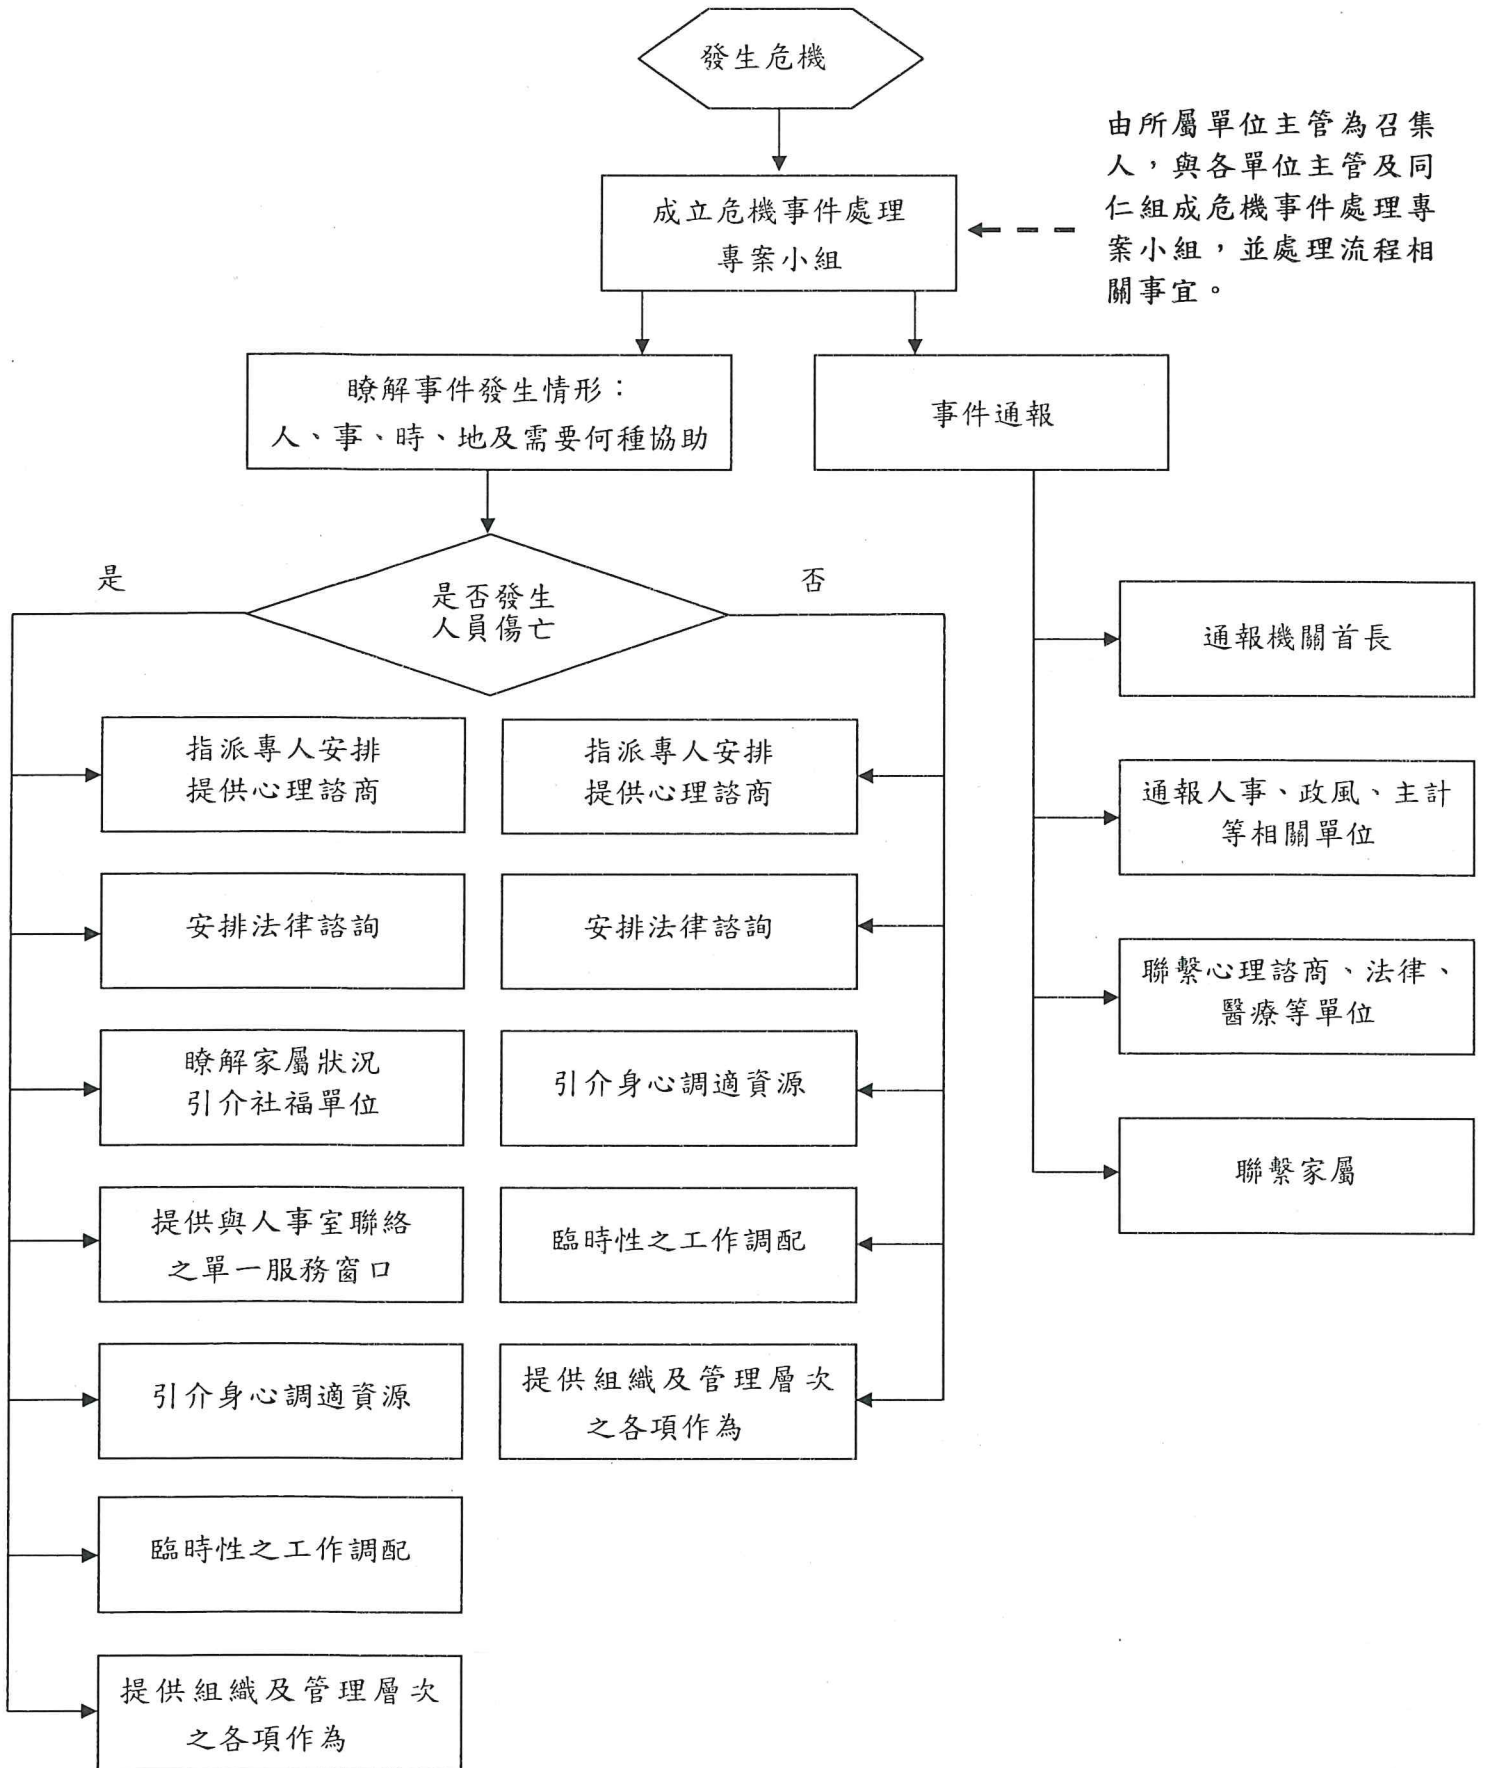 發生危機
由所屬單位主管為召集
人，與各單位主管及同
仁組成危機事件處理專
案小組，並處理流程相
關事宜。
成立危機事件處理
專案小組
瞭解事件發生情形：
人、事、時、地及需要何種協助
事件通報
是否發生
人員傷亡
是
否
指派專人安排
提供心理諮商
安排法律諮詢
瞭解家屬狀況
引介社福單位
提供與人事室聯絡
之單一服務窗口
引介身心調適資源
臨時性之工作調配
提供組織及管理層次
之各項作為
指派專人安排
提供心理諮商
安排法律諮詢
引介身心調適資源
臨時性之工作調配
提供組織及管理層次
之各項作為
通報機關首長
通報人事、政風、主計
等相關單位
聯繫心理諮商、法律、
醫療等單位
聯繫家屬